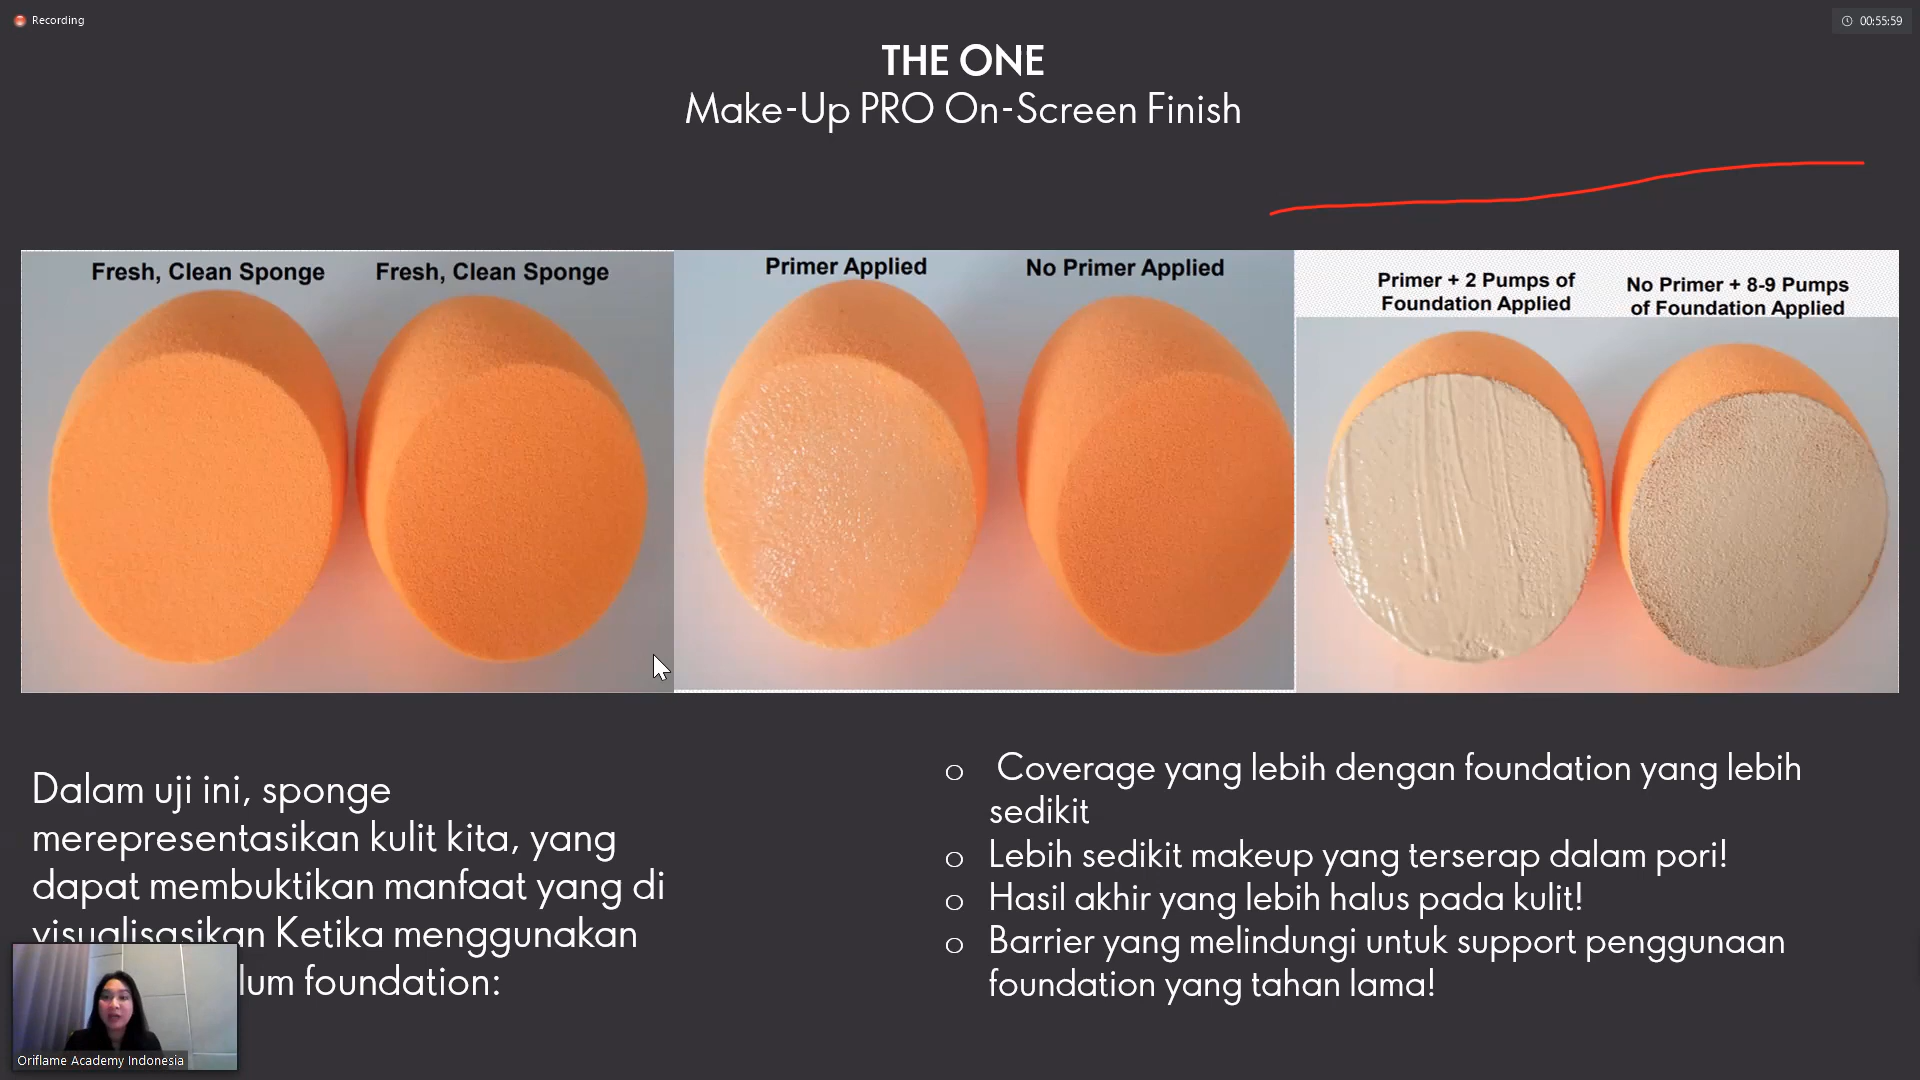 Recording
00:55:59
THE ONE
Make-Up PRO On-Screen Finish
Fresh, Clean Sponge
Fresh, Clean Sponge
Primer Applied
No Primer Applied
Primer + 2 Pumps of
Foundation Applied
No Primer + 8-9 Pumps
of Foundation Applied
Dalam uji ini, sponge
merepresentasikan kulit kita, yang
dapat membuktikan manfaat yang di
visualisasikan Ketika menggunakan
lum foundation:
o Coverage yang lebih dengan foundation yang lebih
sedikit
o Lebih sedikit makeup yang terserap dalam pori!
o Hasil akhir yang lebih halus pada kulit!
o Barrier yang melindungi untuk support penggunaan
foundation yang tahan lama!
Oriflame Academy Indonesia